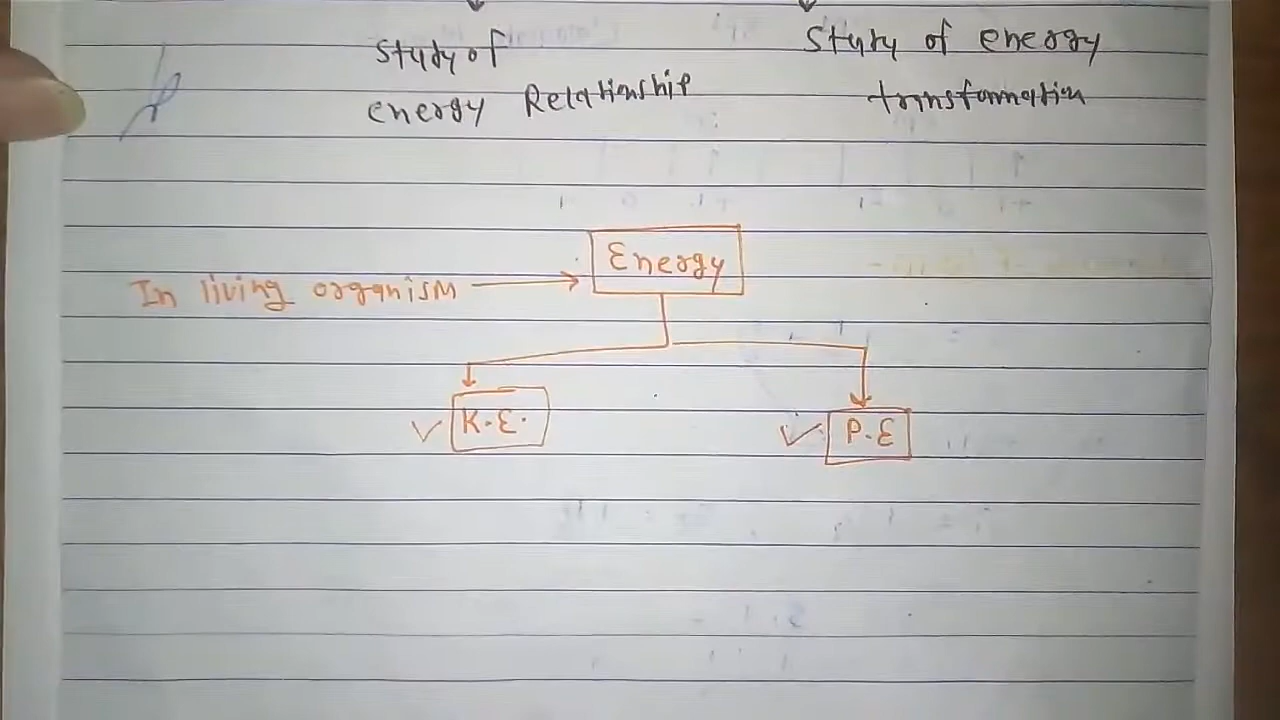 Study of
energy Relationship
Study of energy
transformation
Energy
In living organism
K.E.
P.E